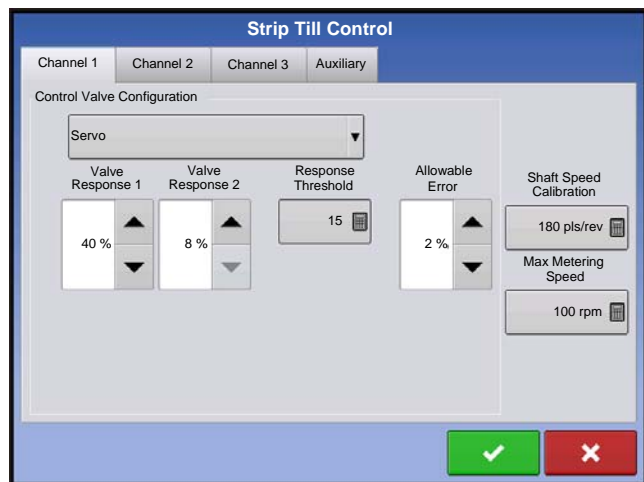 Strip Till Control
Channel 1
Channel 2
Channel 3
Auxiliary
Control Valve Configuration
Servo
Valve
Response 1
Valve
Response 2
Response
Threshold
Allowable
Error
Shaft Speed
Calibration
40 %
8 %
15
2 %
180 pls/rev
Max Metering
Speed
100 rpm